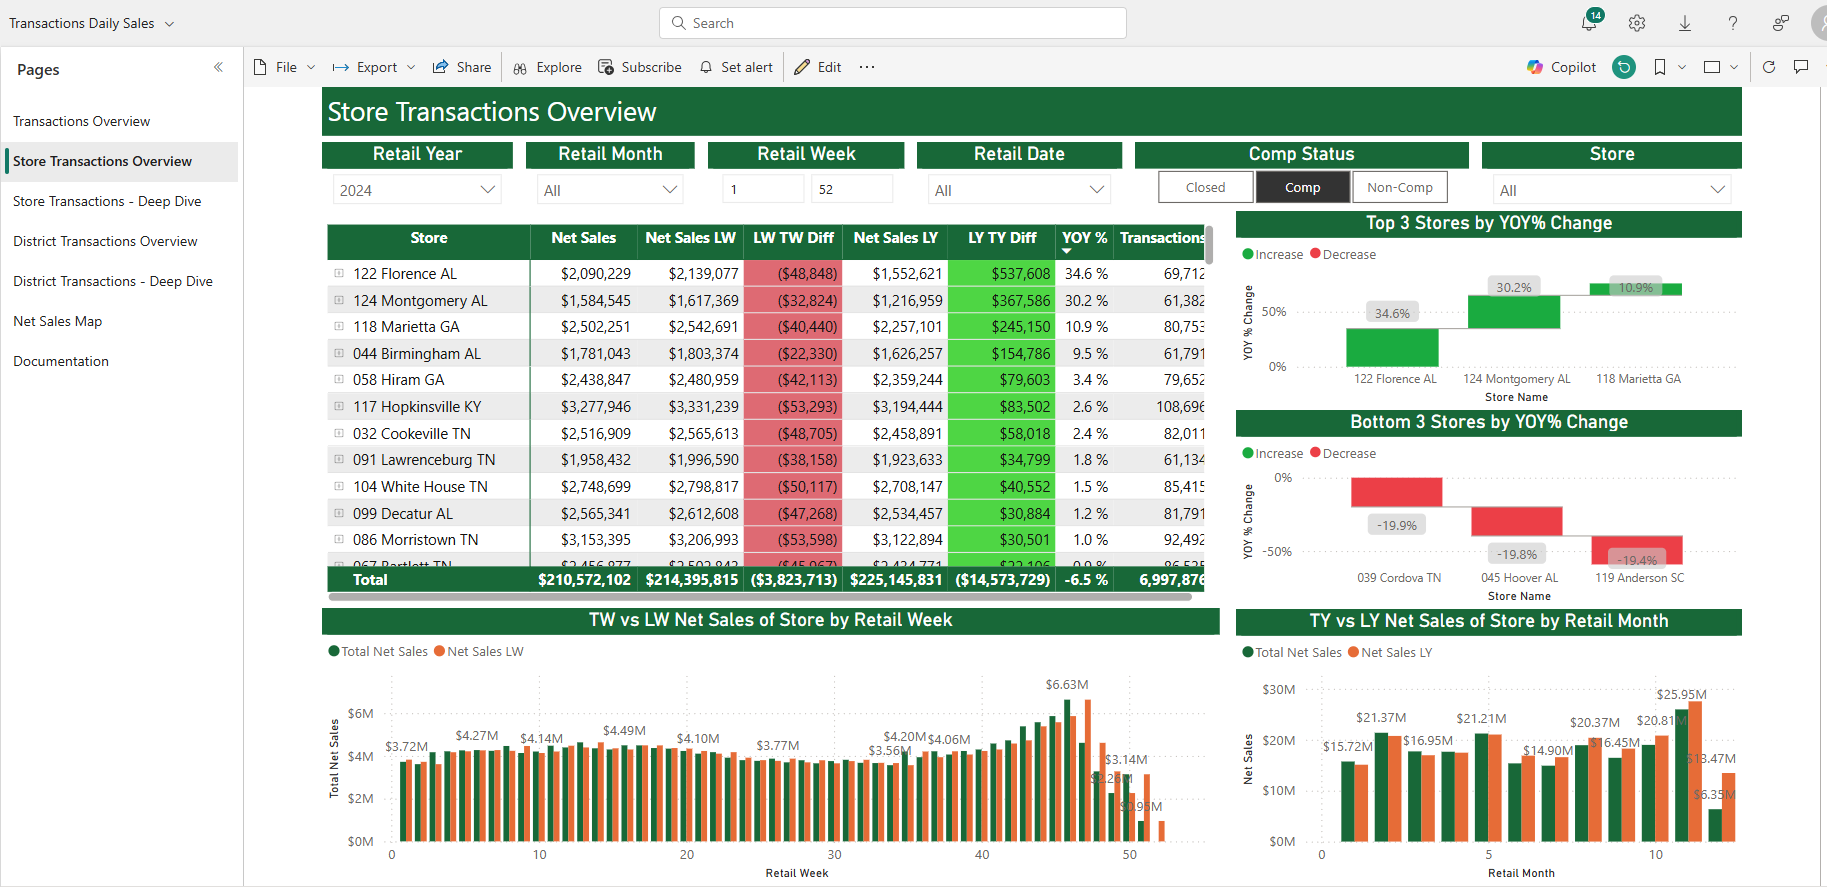 Transactions Daily Sales
Search
14
Pages
File Export Share Explore Subscribe Set alert Edit ...
Copilot
Transactions Overview
Store Transactions Overview
Store Transactions - Deep Dive
District Transactions Overview
District Transactions - Deep Dive
Net Sales Map
Documentation
Store Transactions Overview
Retail Year Retail Month Retail Week Retail Date Comp Status Store
2024 All 1 52 All Closed Comp Non-Comp All
Store Net Sales Net Sales LW LW TW Diff Net Sales LY LY TY Diff YOY % Transactions
122 Florence AL $2,090,229 $2,139,077 ($48,848) $1,552,621 $537,608 34.6 % 69,712
124 Montgomery AL $1,584,545 $1,617,369 ($32,824) $1,216,959 $367,586 30.2 % 61,382
118 Marietta GA $2,502,251 $2,542,691 ($40,440) $2,257,101 $245,150 10.9 % 80,753
044 Birmingham AL $1,781,043 $1,803,374 ($22,330) $1,626,257 $154,786 9.5 % 61,791
058 Hiram GA $2,438,847 $2,480,959 ($42,113) $2,359,244 $79,603 3.4 % 79,652
117 Hopkinsville KY $3,277,946 $3,331,239 ($53,293) $3,194,444 $83,502 2.6 % 108,696
032 Cookeville TN $2,516,909 $2,565,613 ($48,705) $2,458,891 $58,018 2.4 % 82,011
091 Lawrenceburg TN $1,958,432 $1,996,590 ($38,158) $1,923,633 $34,799 1.8 % 61,134
104 White House TN $2,748,699 $2,798,817 ($50,117) $2,708,147 $40,552 1.5 % 85,415
099 Decatur AL $2,565,341 $2,612,608 ($47,268) $2,534,457 $30,884 1.2 % 81,791
086 Morristown TN $3,153,395 $3,206,993 ($53,598) $3,122,894 $30,501 1.0 % 92,492
067 Bartlett TN
Total $210,572,102 $214,395,815 ($3,823,713) $225,145,831 ($14,573,729) -6.5 % 6,997,876
Top 3 Stores by YOY% Change
Increase Decrease
YOY % Change
50%
0%
34.6%
30.2%
10.9%
122 Florence AL 124 Montgomery AL 118 Marietta GA
Store Name
Bottom 3 Stores by YOY% Change
Increase Decrease
YOY % Change
0%
-50%
-19.9%
-19.8%
-19.4%
039 Cordova TN 045 Hoover AL 119 Anderson SC
Store Name
TW vs LW Net Sales of Store by Retail Week
Total Net Sales Net Sales LW
Total Net Sales
$6M
$4M
$2M
$0M
$3.72M $4.27M $4.14M $4.49M $4.10M $3.77M $3.56M $4.20M $4.06M $6.63M $3.14M
0 10 20 30 40 50
Retail Week
TY vs LY Net Sales of Store by Retail Month
Total Net Sales Net Sales LY
Net Sales
$30M
$20M
$10M
$0M
$15.72M $21.37M $16.95M $21.21M $14.90M $20.37M $16.45M $20.81M $25.95M $13.47M $6.35M
0 5 10
Retail Month